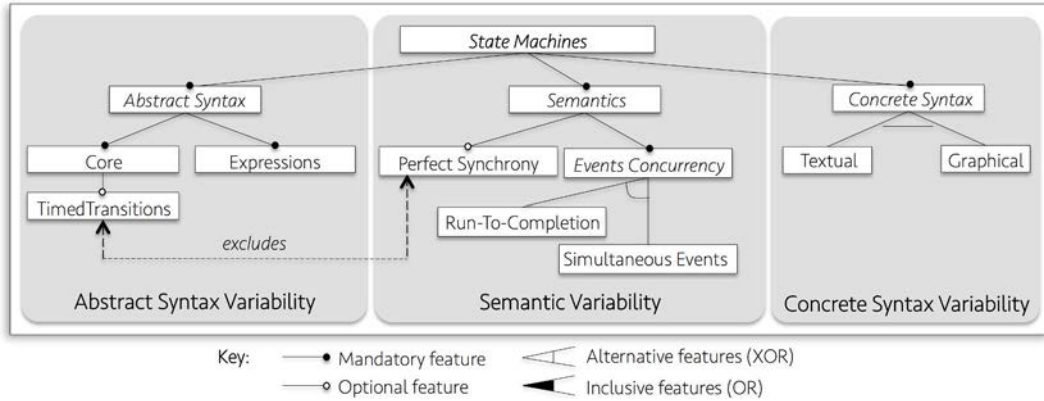 State Machines
Abstract Syntax
Semantics
Concrete Syntax
Core
Expressions
Perfect Synchrony
Events Concurrency
Textual
Graphical
TimedTransitions
Run-To-Completion
excludes
Simultaneous Events
Abstract Syntax Variability
Semantic Variability
Concrete Syntax Variability
Key:
Mandatory feature
Alternative features (XOR)
Optional feature
Inclusive features (OR)